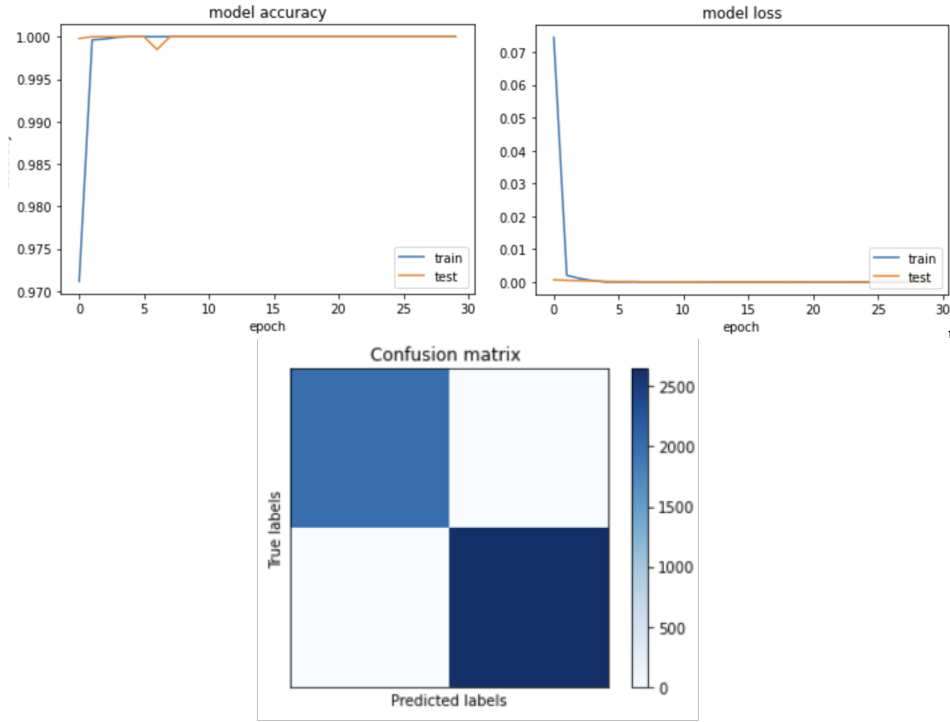 model accuracy
1.000
0.995
0.990
0.985
0.980
0.975
0.970
train
test
0 5 10 15 20 25 30
epoch
model loss
0.07
0.06
0.05
0.04
0.03
0.02
0.01
0.00
train
test
0 5 10 15 20 25 30
epoch
Confusion matrix
True labels
Predicted labels
2500
2000
1500
1000
500
0